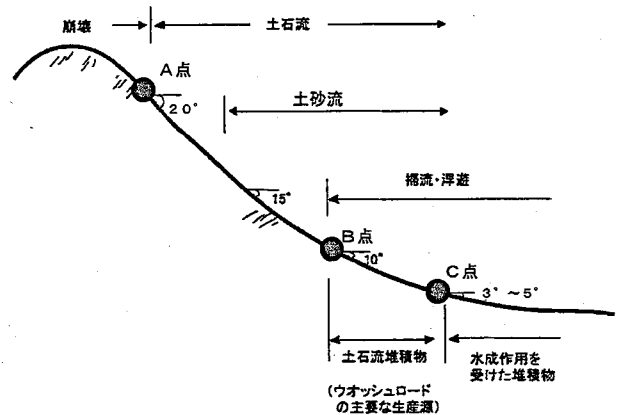 崩壊
土石流
A点
20°
土砂流
15°
掃流・浮遊
B点
10°
C点
3°～5°
土石流堆積物
(ウオッシュロード
の主要な生産源)
水成作用を
受けた堆積物